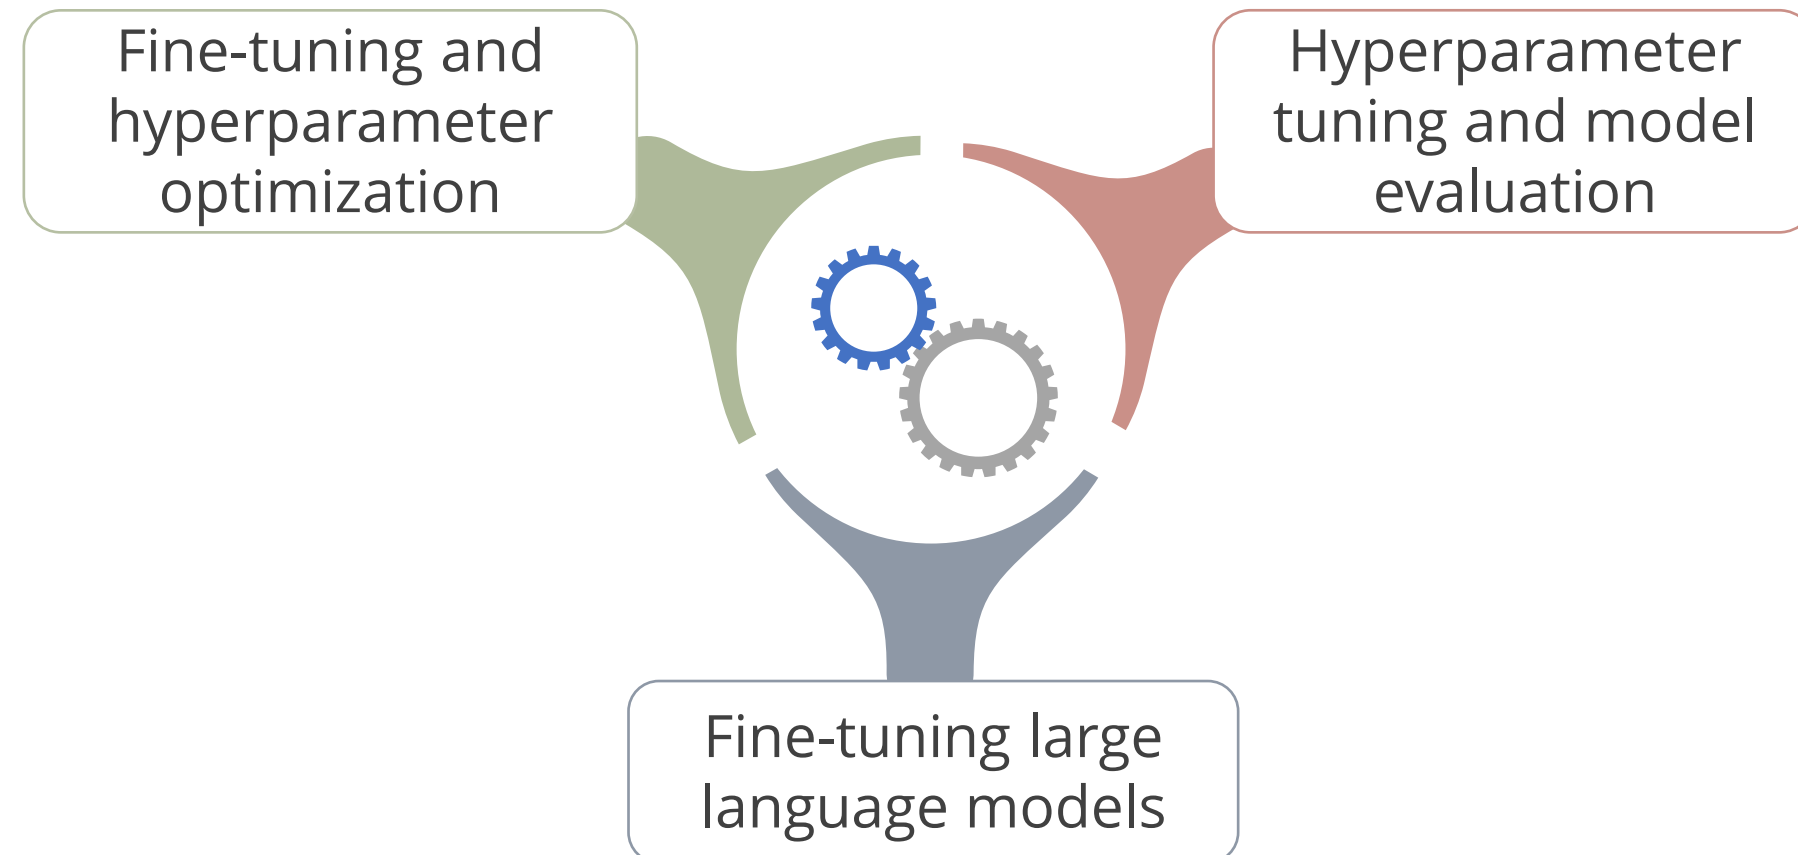 Fine-tuning and
hyperparameter
optimization
Hyperparameter
tuning and model
evaluation
Fine-tuning large
language models